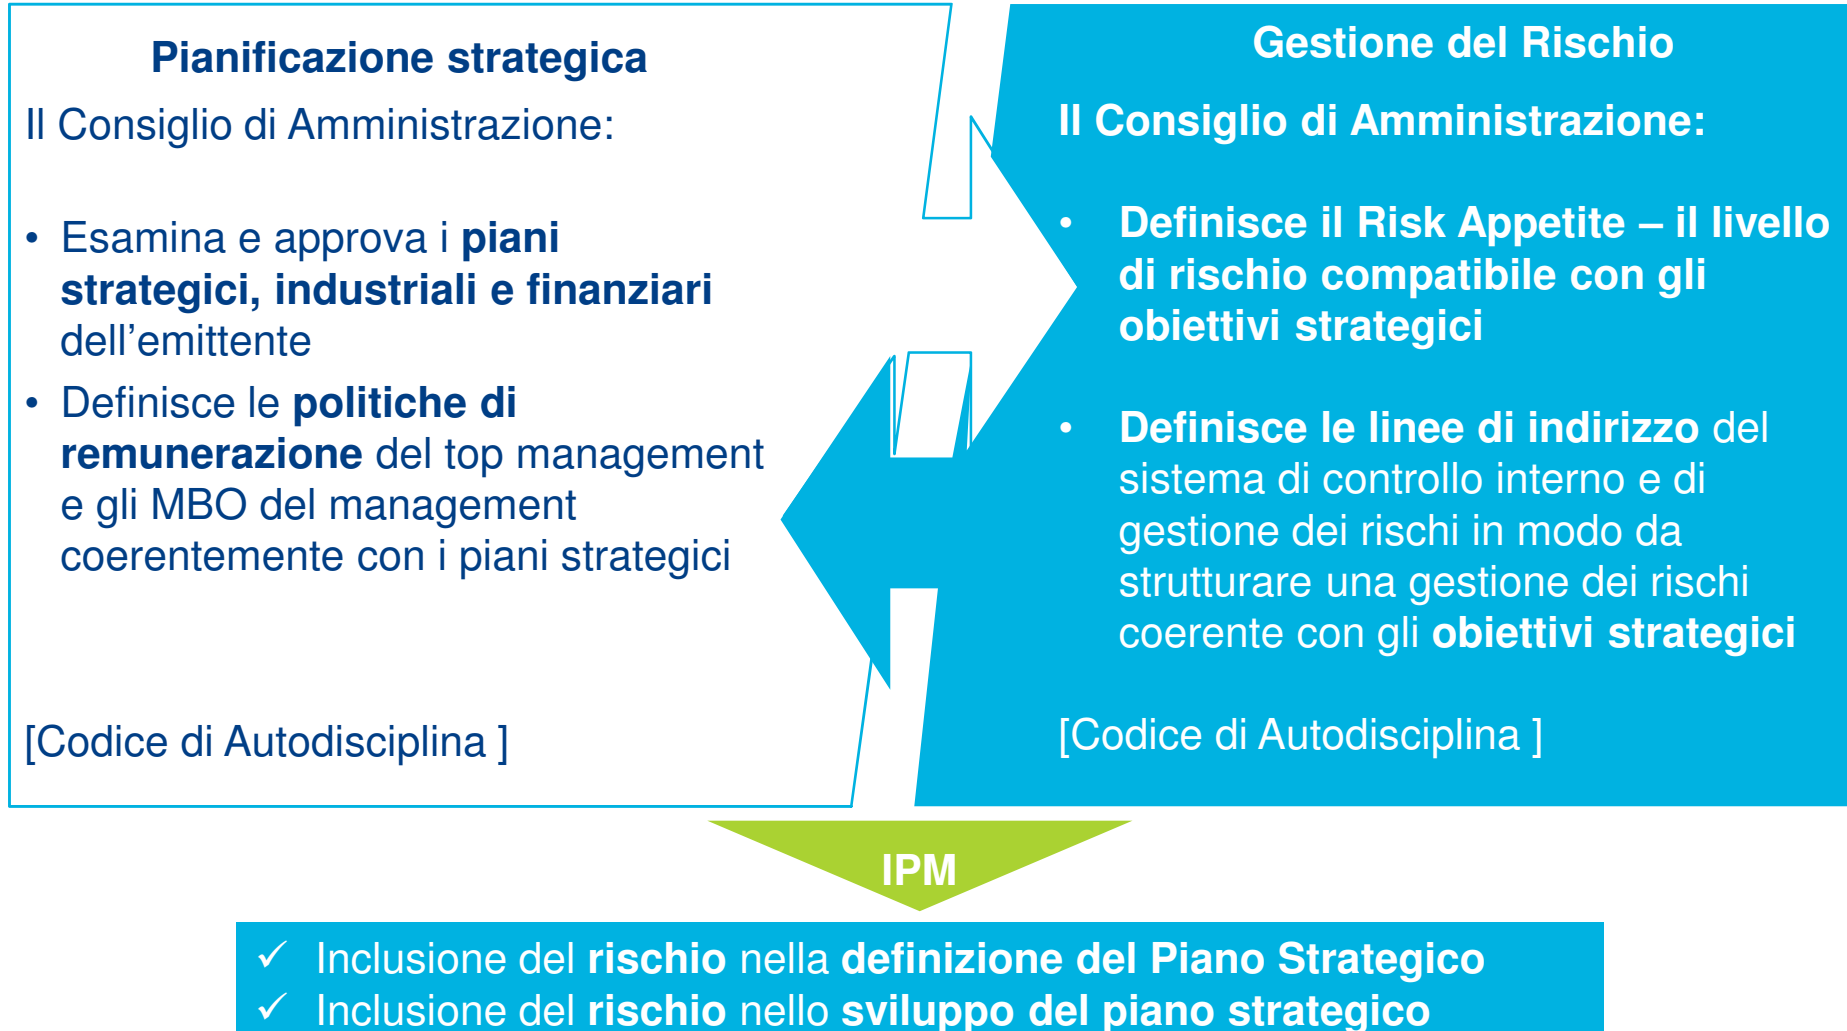 Pianificazione strategica
Il Consiglio di Amministrazione:
• Esamina e approva i piani
strategici, industriali e finanziari
dell’emittente
• Definisce le politiche di
remunerazione del top management
e gli MBO del management
coerentemente con i piani strategici
[Codice di Autodisciplina ]
Gestione del Rischio
Il Consiglio di Amministrazione:
• Definisce il Risk Appetite – il livello
di rischio compatibile con gli
obiettivi strategici
• Definisce le linee di indirizzo del
sistema di controllo interno e di
gestione dei rischi in modo da
strutturare una gestione dei rischi
coerente con gli obiettivi strategici
[Codice di Autodisciplina ]
IPM
✓ Inclusione del rischio nella definizione del Piano Strategico
✓ Inclusione del rischio nello sviluppo del piano strategico